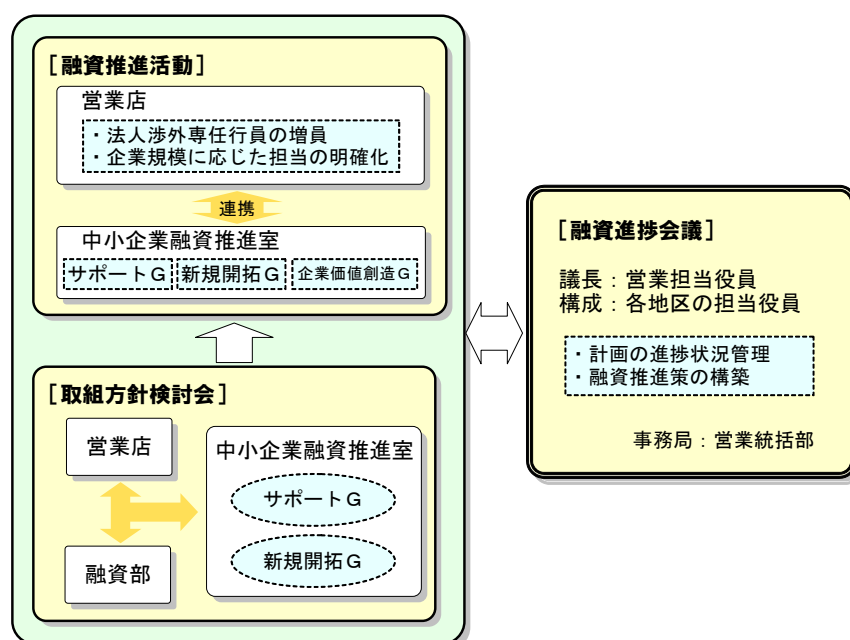 ［融資推進活動］
営業店
・法人渉外専任行員の増員
・企業規模に応じた担当の明確化
連携
中小企業融資推進室
サポートＧ
新規開拓Ｇ
企業価値創造Ｇ
［取組方針検討会］
営業店
融資部
中小企業融資推進室
サポートＧ
新規開拓Ｇ
［融資進捗会議］
議長：営業担当役員
構成：各地区の担当役員
・計画の進捗状況管理
・融資推進策の構築
事務局：営業統括部